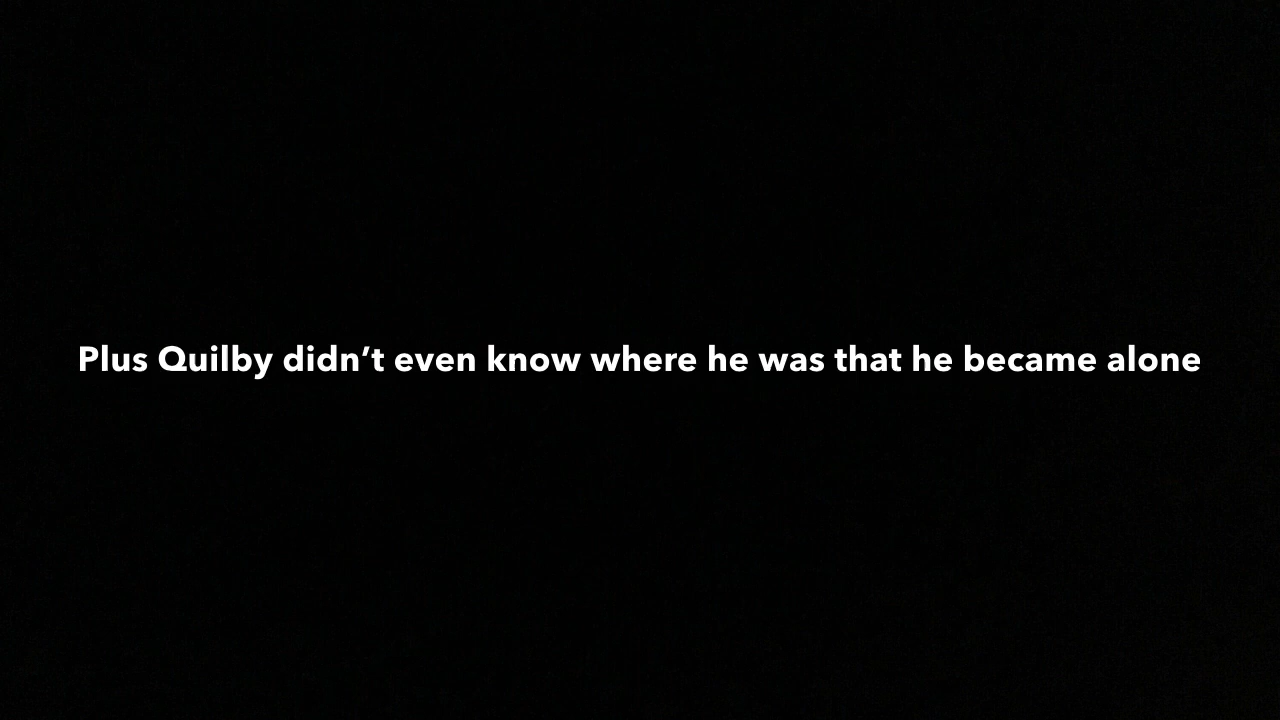 Plus Quilby didn’t even know where he was that he became alone